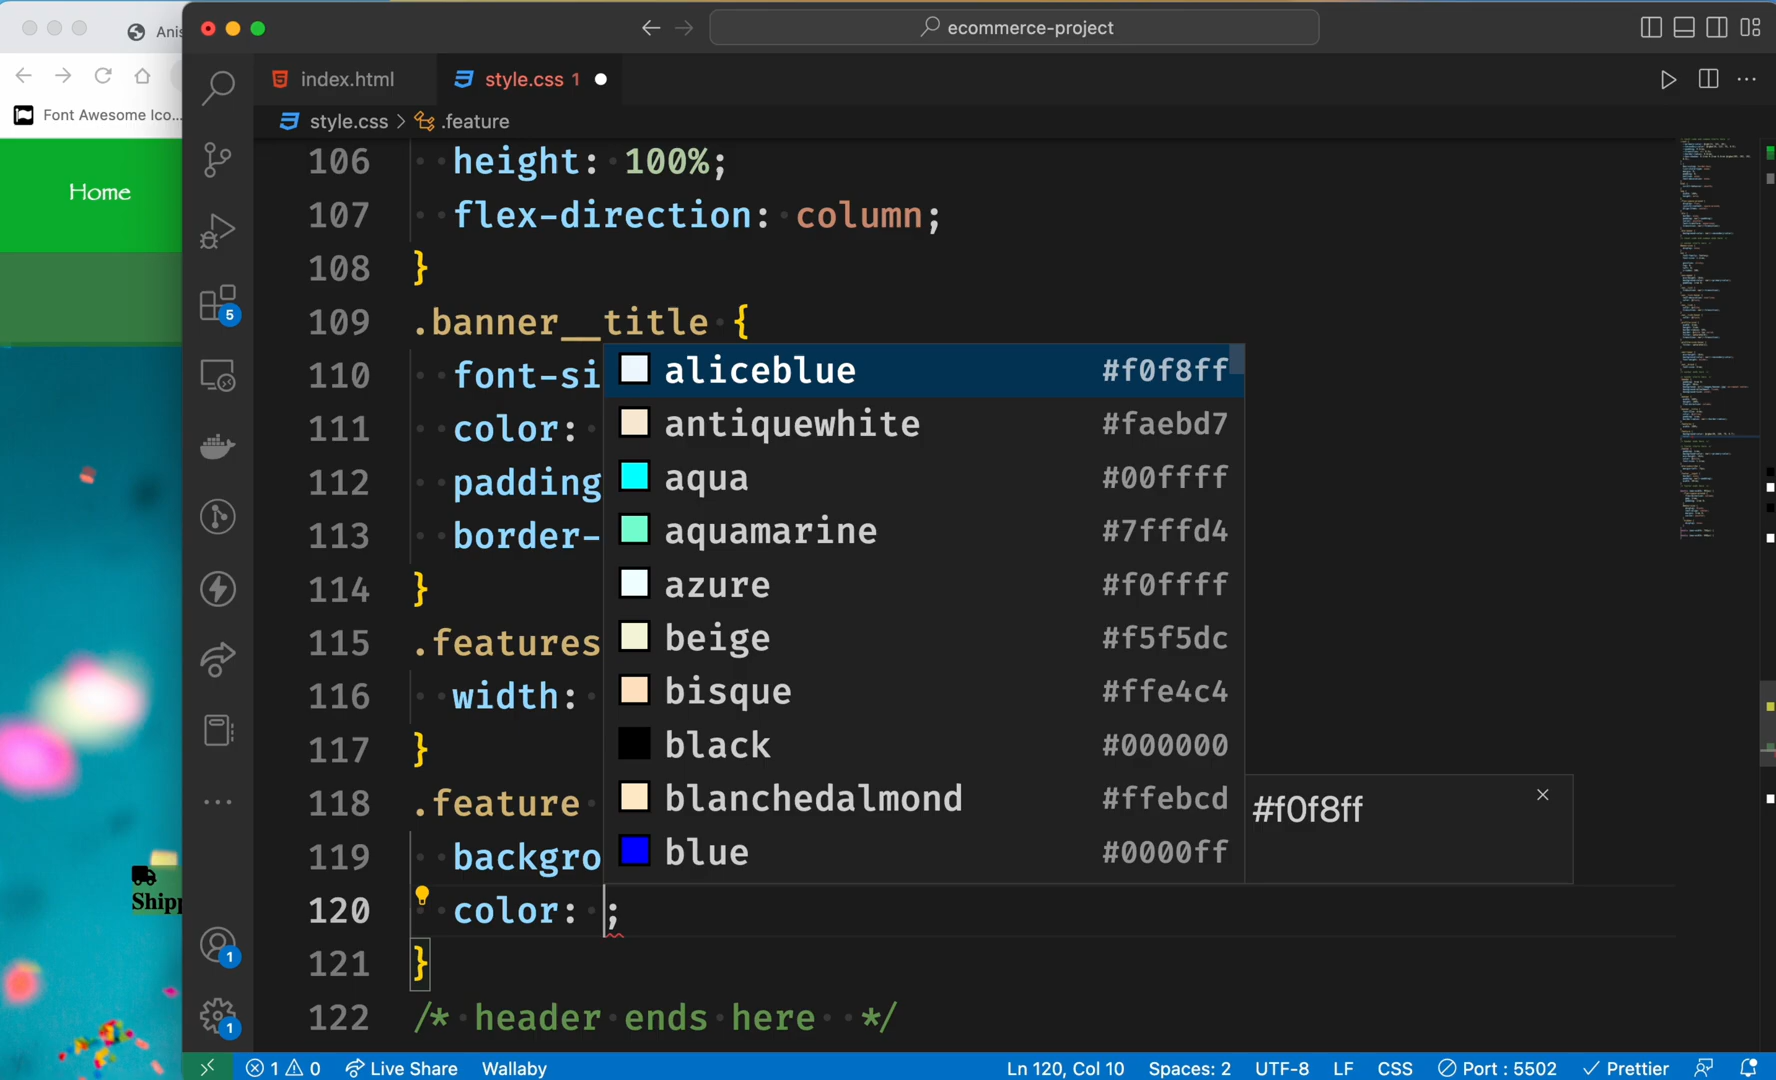 Anis
ecommerce-project
Font Awesome Ico...
index.html
style.css 1
style.css > .feature
Home
106 height: 100%;
107 flex-direction: column;
108 }
109 .banner__title {
110 font-si
111 color:
112 padding
113 border-
114 }
115 .features
116 width:
117 }
118 .feature
119 backgro
120 color: ;
121 }
122 /* header ends here */
aliceblue #f0f8ff
antiquewhite #faebd7
aqua #00ffff
aquamarine #7fffd4
azure #f0ffff
beige #f5f5dc
bisque #ffe4c4
black #000000
blanchedalmond #ffebcd
blue #0000ff
#f0f8ff
5
1
1
Shipp
1 0 Live Share Wallaby Ln 120, Col 10 Spaces: 2 UTF-8 LF CSS Port : 5502 Prettier